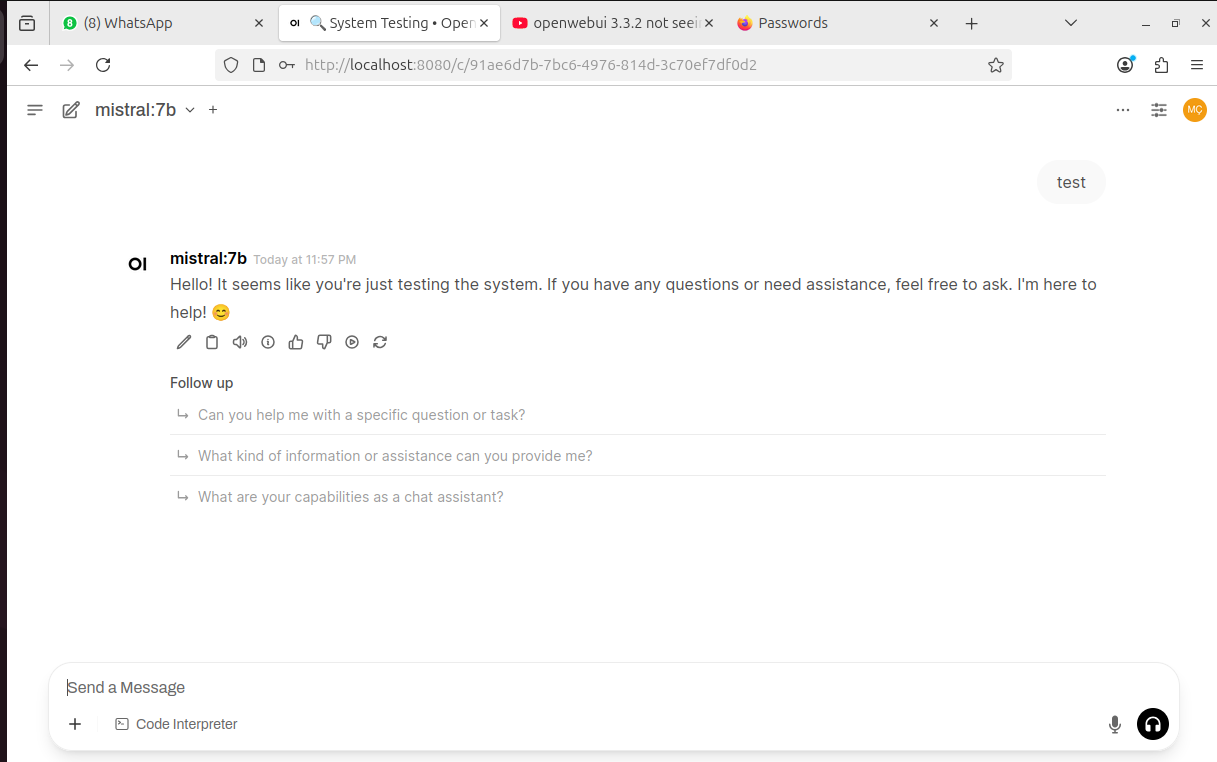 8 (8) WhatsApp
OI 🔍 System Testing • Open
openwebui 3.3.2 not seei
Passwords
http://localhost:8080/c/91ae6d7b-7bc6-4976-814d-3c70ef7df0d2
mistral:7b
MÇ
test
OI mistral:7b Today at 11:57 PM
Hello! It seems like you're just testing the system. If you have any questions or need assistance, feel free to ask. I'm here to
help! 😊
Follow up
Can you help me with a specific question or task?
What kind of information or assistance can you provide me?
What are your capabilities as a chat assistant?
Send a Message
Code Interpreter